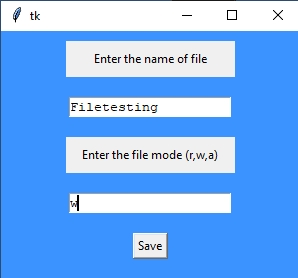 tk
Enter the name of file
Filetesting
Enter the file mode (r,w,a)
w
Save